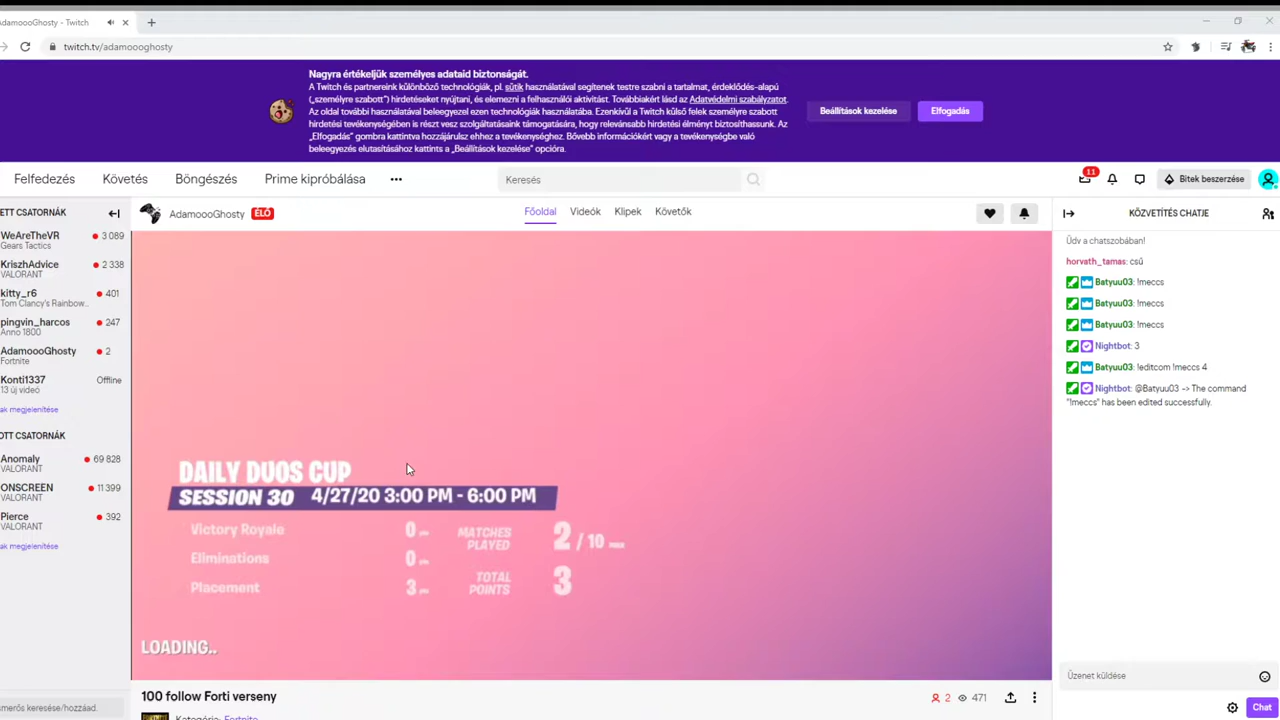 AdamoooGhosty - Twitch
twitch.tv/adamoooghosty
Nagyra értékeljük személyes adataid biztonságát.
A Twitch és partnereink különböző technológiák, pl. sütik használatával segítenek testre szabni a tartalmat, érdeklődés-alapú
(„személyre szabott") hirdetéseket nyújtani, és elemezni a felhasználói aktivitást. Továbbiakért lásd az Adatvédelmi szabályzatot.
Az oldal további használatával beleegyezel ezen technológiák használatába. Ezenkívül a Twitch külső felek személyre szabott
hirdetési tevékenységében is részt vesz szolgáltatásaink támogatására, hogy relevánsabb hirdetési élményt biztosíthassunk. Az
„Elfogadás" gombra kattintva hozzájárulsz ehhez a tevékenységhez. Bővebb információkért vagy a tevékenységbe való
beleegyezés elutasításához kattints a „Beállítások kezelése" opcióra.
Beállítások kezelése
Elfogadás
Felfedezés
Követés
Böngészés
Prime kipróbálása
Keresés
11
Bitek beszerzése
ETT CSATORNÁK
WeAreTheVR 3 089
Gears Tactics
KriszhAdvice 2 338
VALORANT
kitty_r6 401
Tom Clancy's Rainbow...
pingvin_harcos 247
Anno 1800
AdamoooGhosty 2
Fortnite
Konti1337 Offline
13 új videó
ak megjelenítése
OTT CSATORNÁK
Anomaly 69 828
VALORANT
ONSCREEN 11 399
VALORANT
Pierce 392
VALORANT
ak megjelenítése
smerős keresése/hozzáad.
AdamoooGhosty ÉLŐ
Főoldal
Videók
Klipek
Követők
DAILY DUOS CUP
SESSION 30 4/27/20 3:00 PM - 6:00 PM
Victory Royale 0
Eliminations 0
Placement 3
MATCHES PLAYED 2 / 10
TOTAL POINTS 3
LOADING..
100 follow Forti verseny
2 471
Kategória: Fortnite
KÖZVETÍTÉS CHATJE
Üdv a chatszobában!
horvath_tamas: csű
Batyuu03: !meccs
Batyuu03: !meccs
Batyuu03: !meccs
Nightbot: 3
Batyuu03: !editcom !meccs 4
Nightbot: @Batyuu03 -> The command
"!meccs" has been edited successfully.
Üzenet küldése
Chat